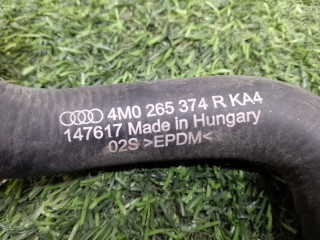 4M0 265 374 R KA4
147617 Made in Hungary
02S >EPDM<